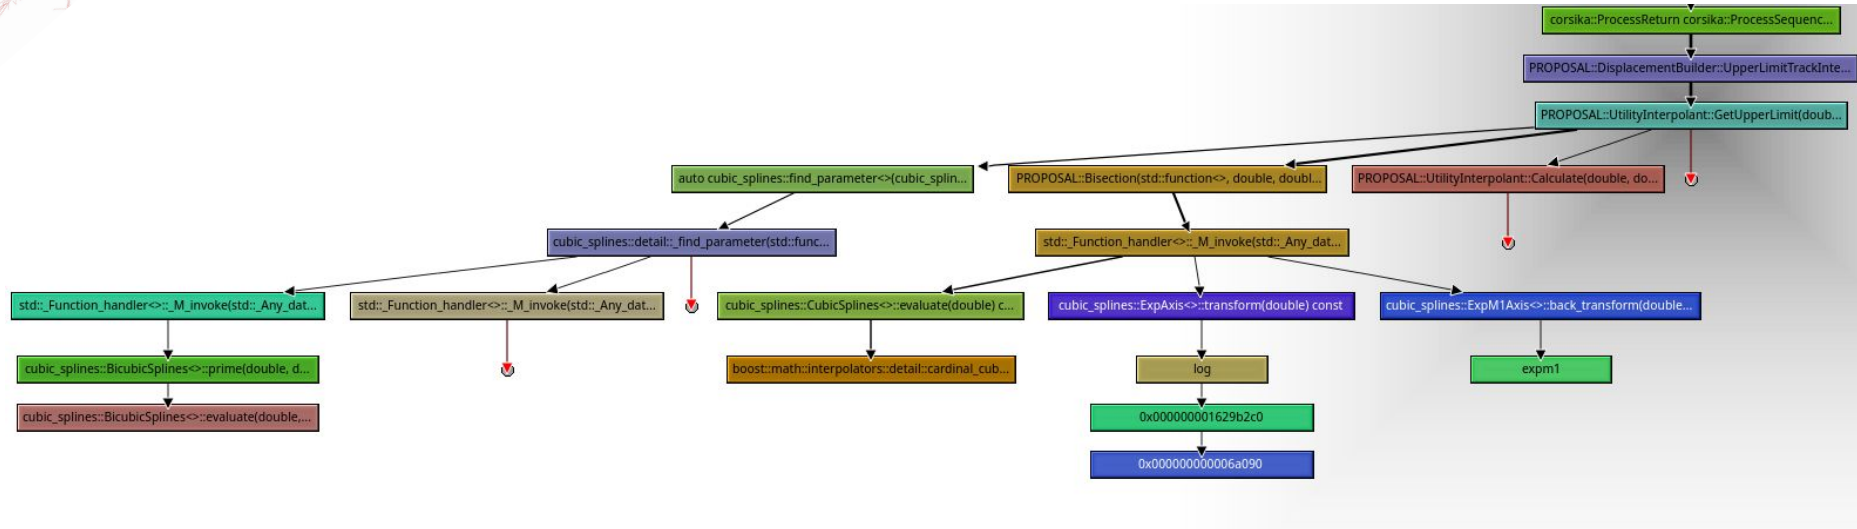 corsika::ProcessReturn corsika::ProcessSequenc...
PROPOSAL::DisplacementBuilder::UpperLimitTrackInte...
PROPOSAL::UtilityInterpolant::GetUpperLimit(doub...
auto cubic_splines::find_parameter<>(cubic_splin...
PROPOSAL::Bisection(std::function<>, double, doubl...
PROPOSAL::UtilityInterpolant::Calculate(double, do...
cubic_splines::detail::_find_parameter(std::func...
std::_Function_handler<>::_M_invoke(std::_Any_dat...
std::_Function_handler<>::_M_invoke(std::_Any_dat...
std::_Function_handler<>::_M_invoke(std::_Any_dat...
cubic_splines::CubicSplines<>::evaluate(double) c...
cubic_splines::ExpAxis<>::transform(double) const
cubic_splines::ExpM1Axis<>::back_transform(double...
cubic_splines::BicubicSplines<>::prime(double, d...
boost::math::interpolators::detail::cardinal_cub...
log
expm1
cubic_splines::BicubicSplines<>::evaluate(double,...
0x000000001629b2c0
0x000000000006a090